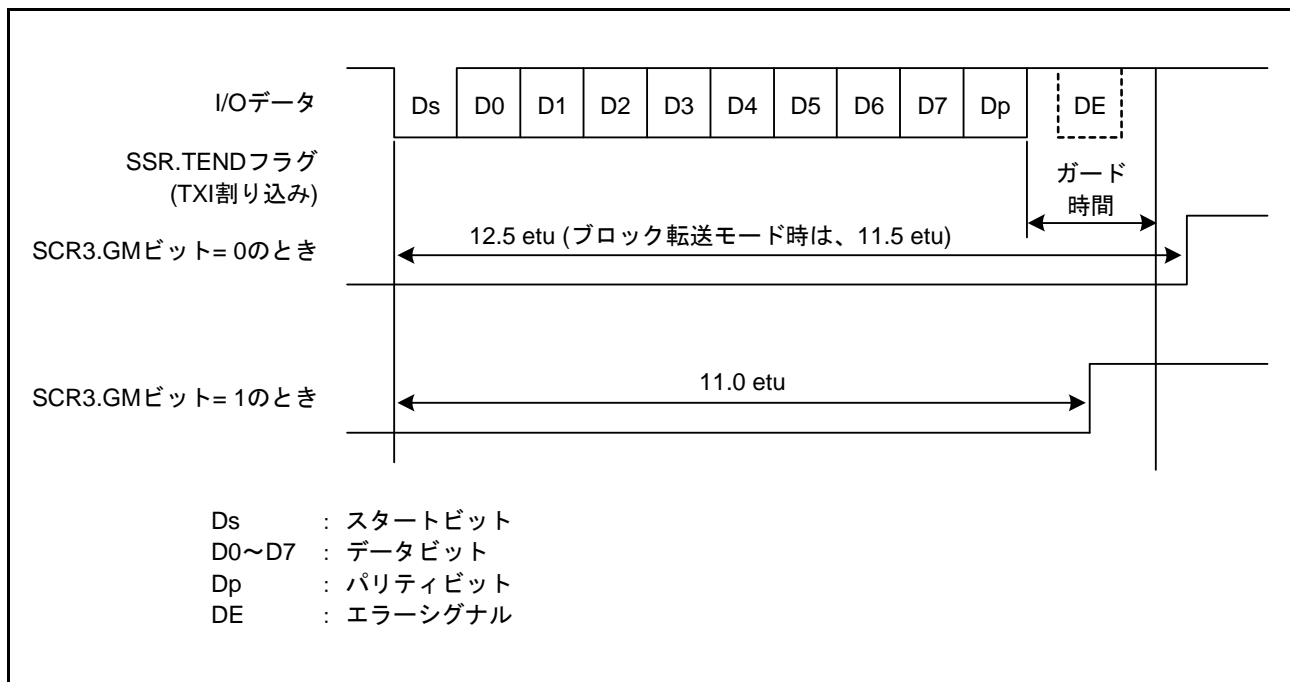 I/Oデータ
Ds D0 D1 D2 D3 D4 D5 D6 D7 Dp DE
SSR.TENDフラグ
(TXI割り込み)
ガード
時間
SCR3.GMビット= 0のとき
12.5 etu (ブロック転送モード時は、11.5 etu)
SCR3.GMビット= 1のとき
11.0 etu
Ds : スタートビット
D0～D7 : データビット
Dp : パリティビット
DE : エラーシグナル